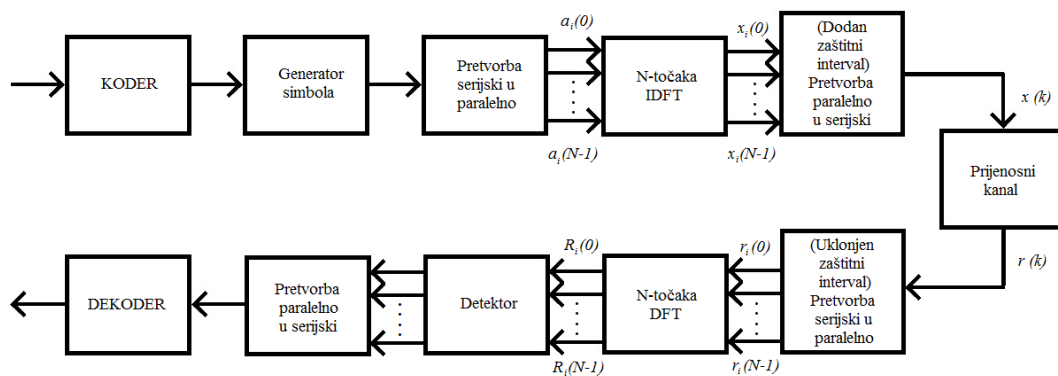 KODER
Generator
simbola
Pretvorba
serijski u
paralelno
a_i(0)
a_i(N-1)
N-točaka
IDFT
x_i(0)
x_i(N-1)
(Dodan
zaštitni
interval)
Pretvorba
paralelno
u serijski
x (k)
Prijenosni
kanal
r (k)
(Uklonjen
zaštitni
interval)
Pretvorba
serijski u
paralelno
r_i(0)
r_i(N-1)
N-točaka
DFT
R_i(0)
R_i(N-1)
Detektor
Pretvorba
paralelno
u serijski
DEKODER